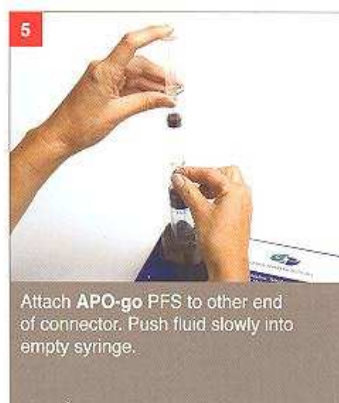 5
Attach APO-go PFS to other end
of connector. Push fluid slowly into
empty syringe.